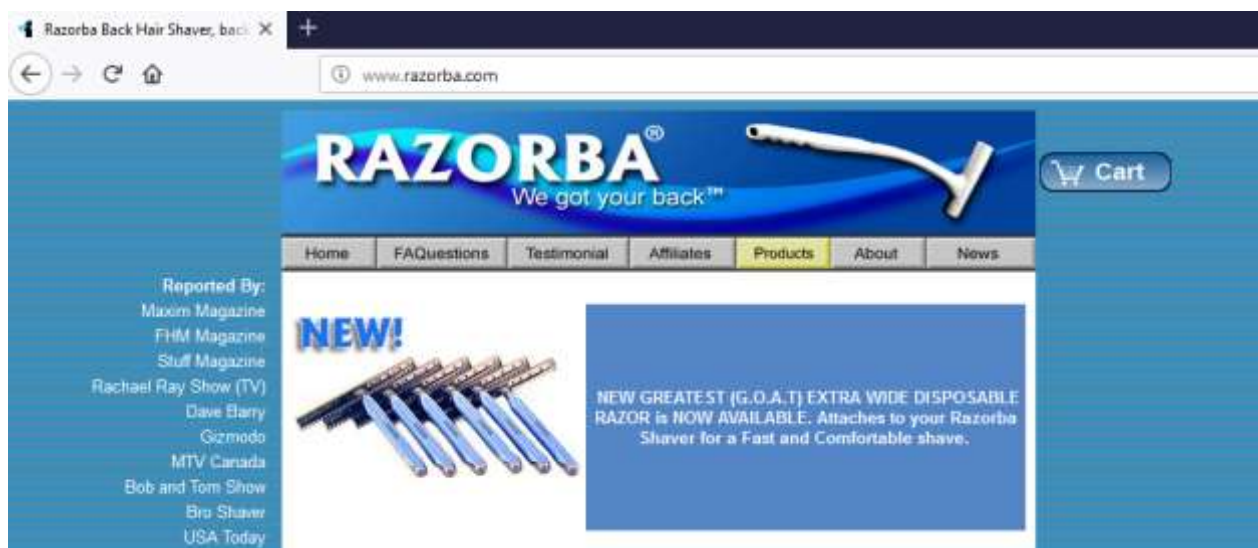 Razorba Back Hair Shaver, bac
www.razorba.com
RAZORBA®
We got your back™
Cart
Home FAQuestions Testimonial Affiliates Products About News
Reported By:
Maxim Magazine
FHM Magazine
Stuff Magazine
Rachael Ray Show (TV)
Dave Barry
Gizmodo
MTV Canada
Bob and Tom Show
Bro Shaver
USA Today
NEW!
NEW GREATEST (G.O.A.T) EXTRA WIDE DISPOSABLE
RAZOR is NOW AVAILABLE. Attaches to your Razorba
Shaver for a Fast and Comfortable shave.